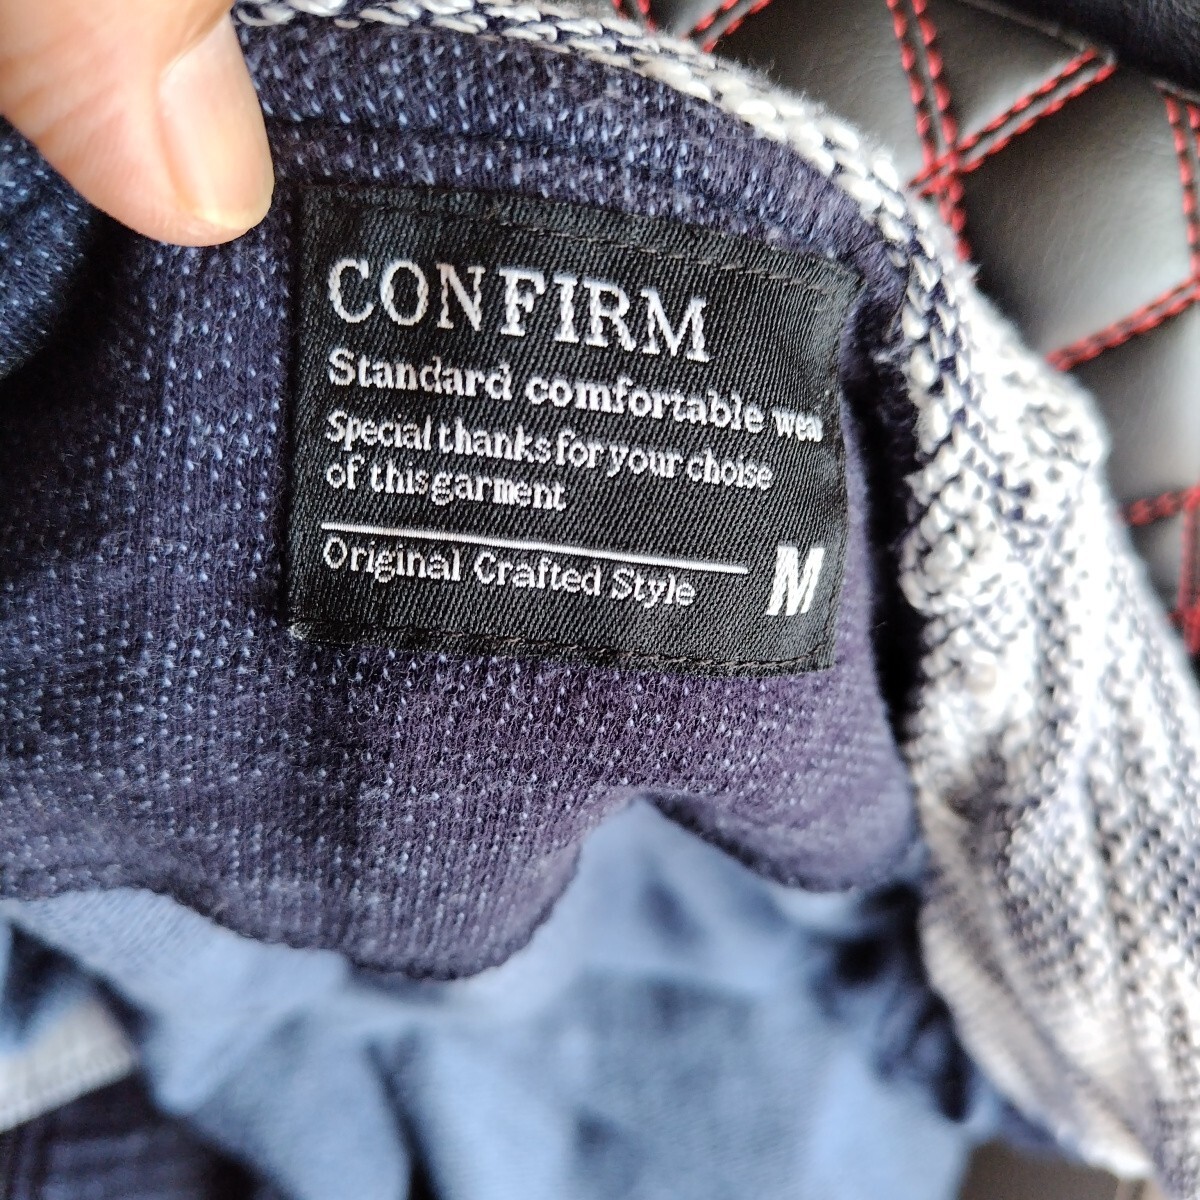 CONFIRM
Standard comfortable wear
Special thanks for your choise
of this garment
Original Crafted Style
M